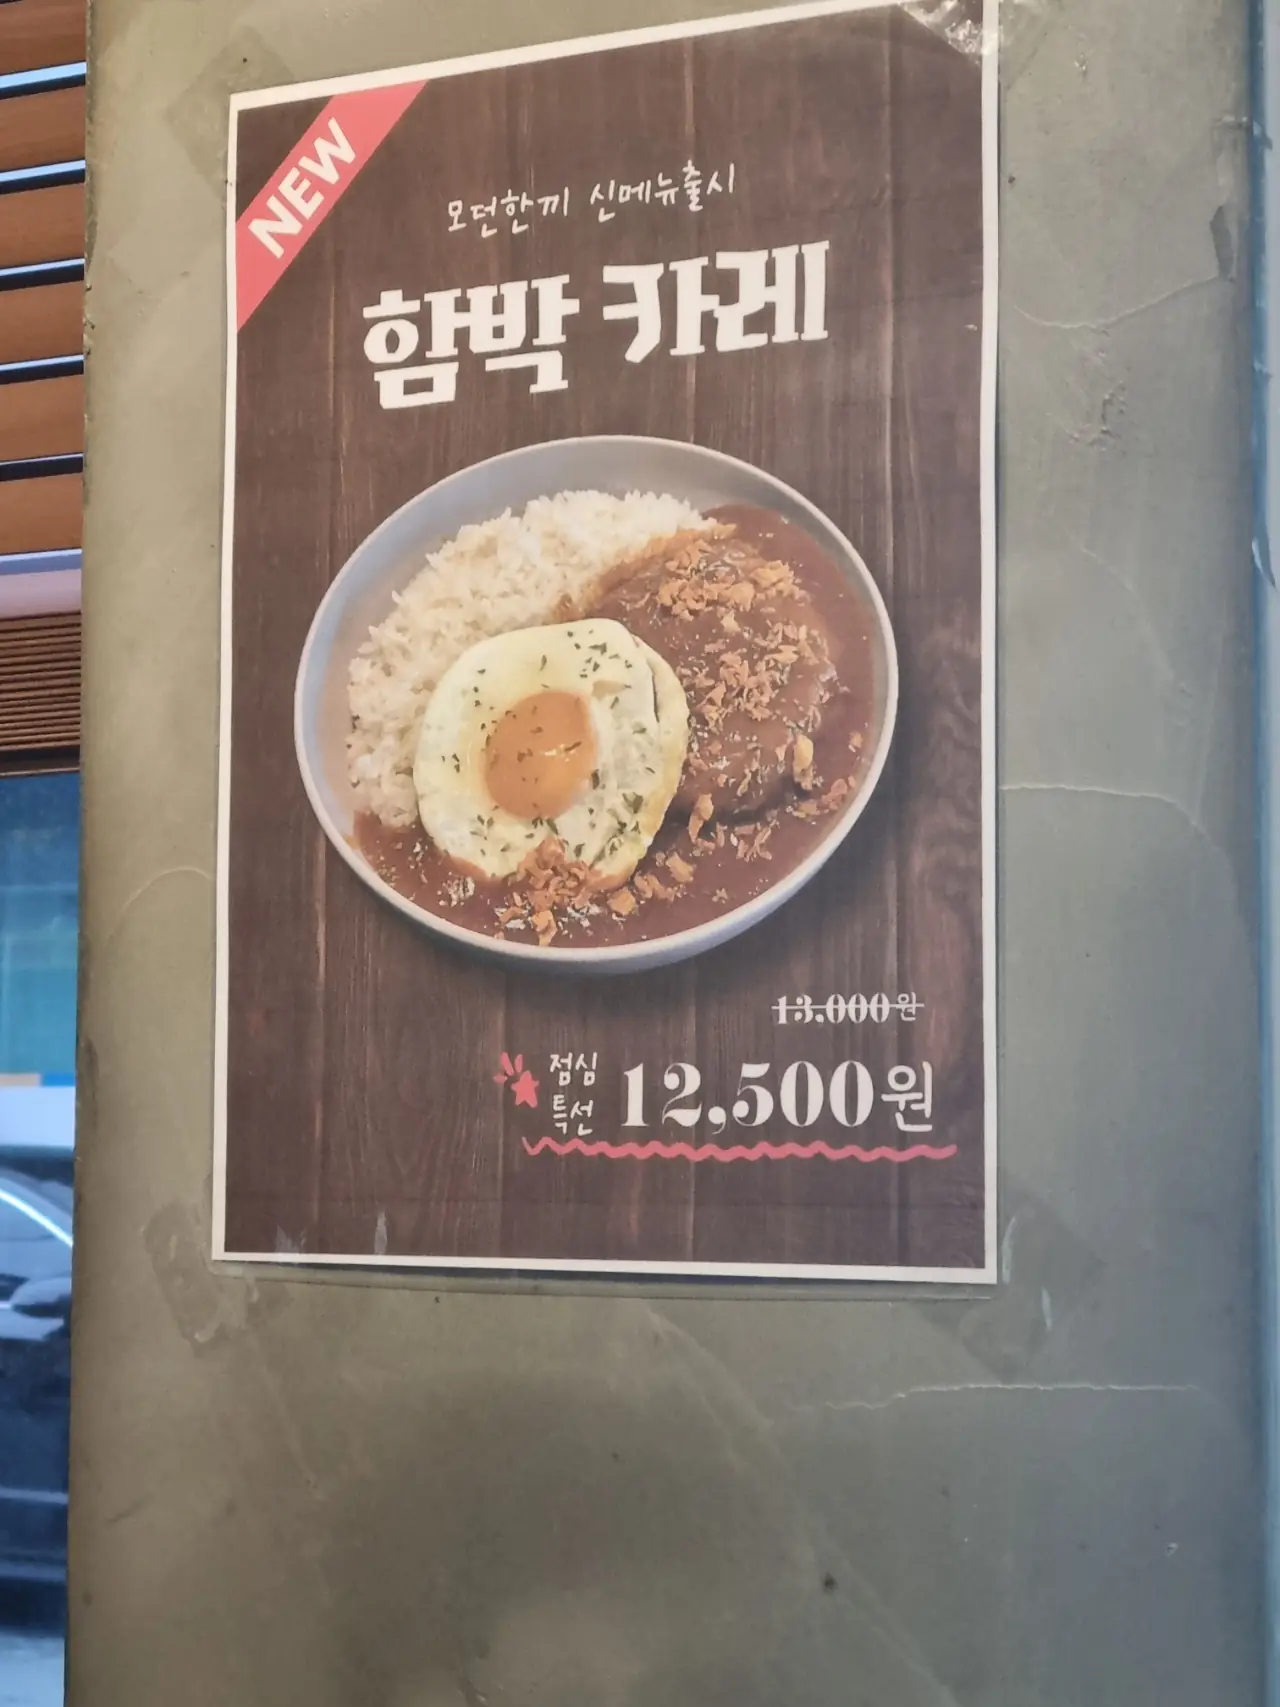 NEW
모던한끼 신메뉴출시
함박 카레
13,000원
점심
특선
12,500원